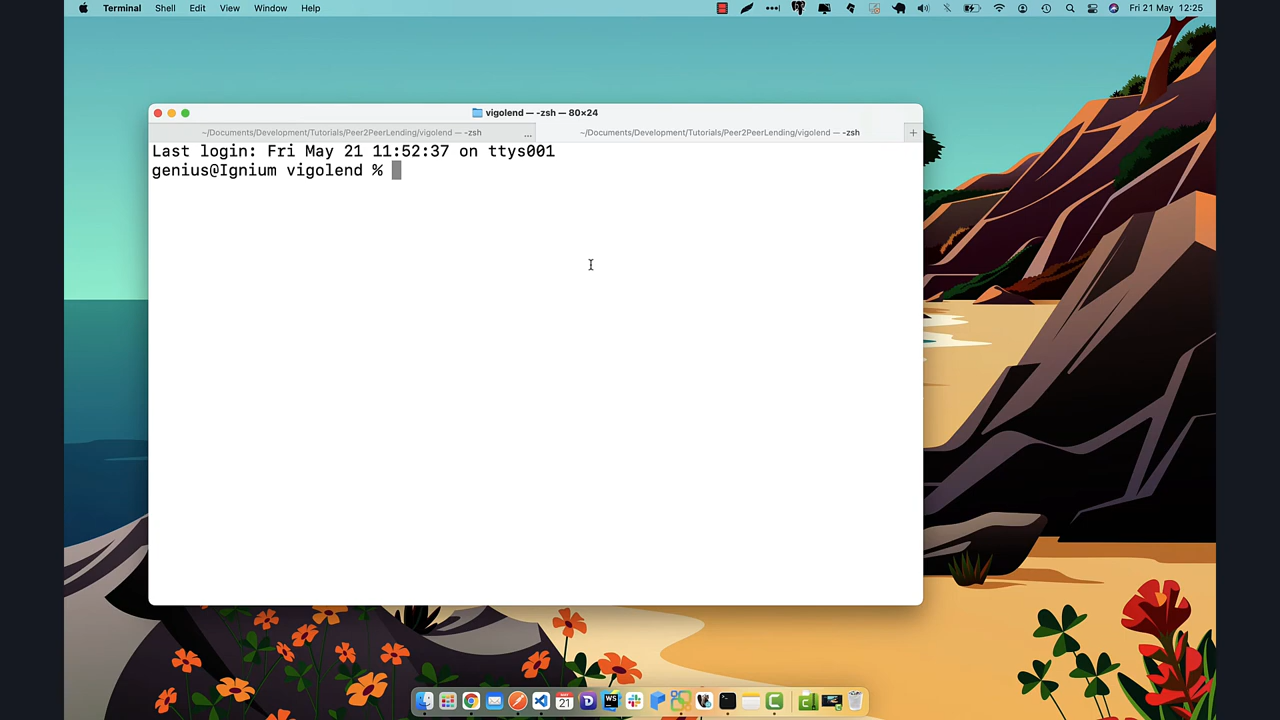 Terminal Shell Edit View Window Help Fri 21 May 12:25
vigolend — -zsh — 80×24
~/Documents/Development/Tutorials/Peer2PeerLending/vigolend — -zsh ... ~/Documents/Development/Tutorials/Peer2PeerLending/vigolend — -zsh +
Last login: Fri May 21 11:52:37 on ttys001
genius@Ignium vigolend %
21 WS